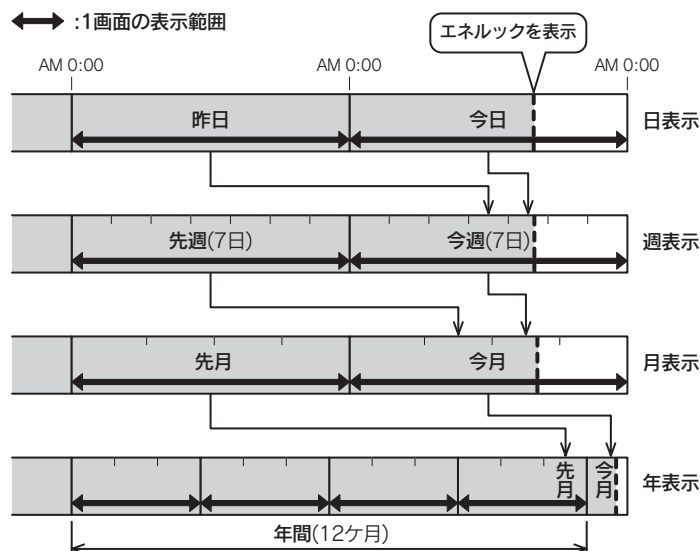 :1画面の表示範囲
エネルックを表示
AM 0:00 AM 0:00 AM 0:00
昨日 今日 日表示
先週(7日) 今週(7日) 週表示
先月 今月 月表示
先月 今月 年表示
年間(12ケ月)